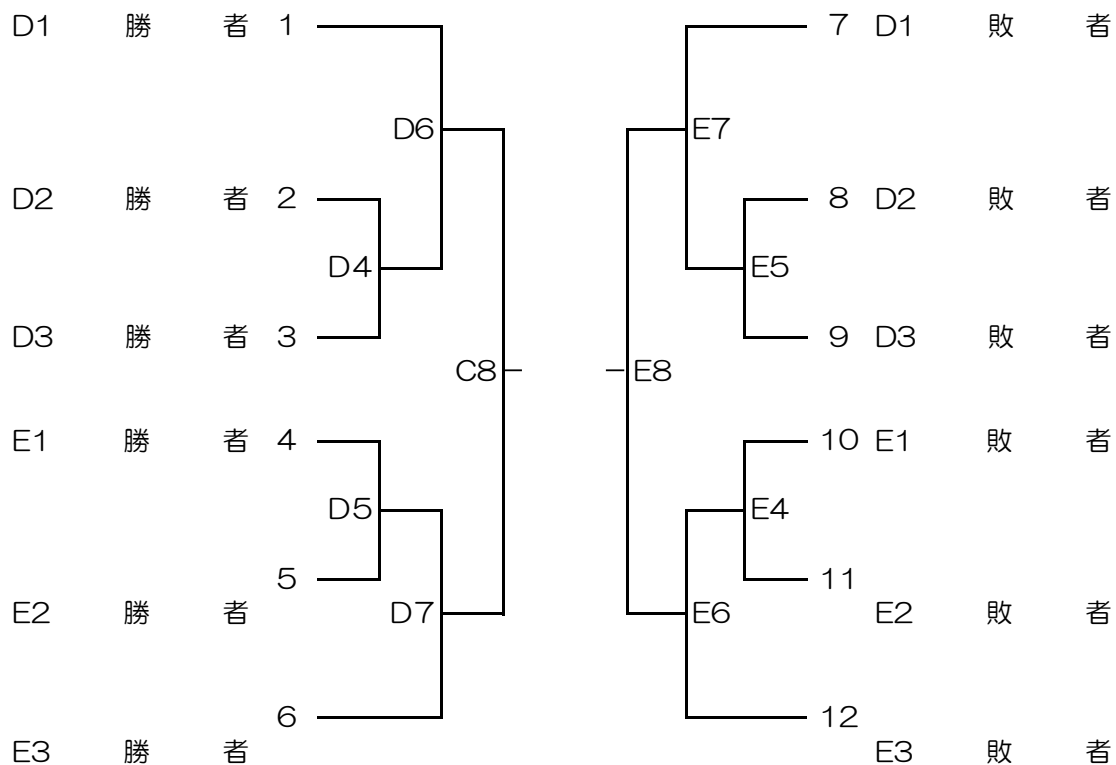 D1 勝 者 1 7 D1 敗 者
D6 E7
D2 勝 者 2 8 D2 敗 者
D4 E5
D3 勝 者 3 9 D3 敗 者
C8 E8
E1 勝 者 4 10 E1 敗 者
D5 E4
5 11
E2 勝 者 D7 E6 E2 敗 者
6 12
E3 勝 者 E3 敗 者